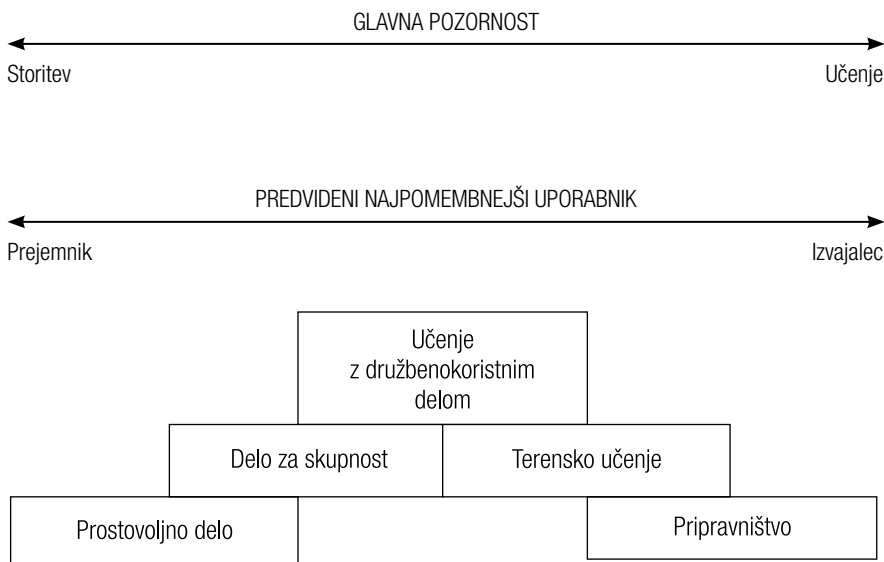 GLAVNA POZORNOST
Storitev
Učenje
PREDVIDENI NAJPOMEMBNEJŠI UPORABNIK
Prejemnik
Izvajalec
Učenje
z družbenokoristnim
delom
Delo za skupnost
Terensko učenje
Prostovoljno delo
Pripravništvo